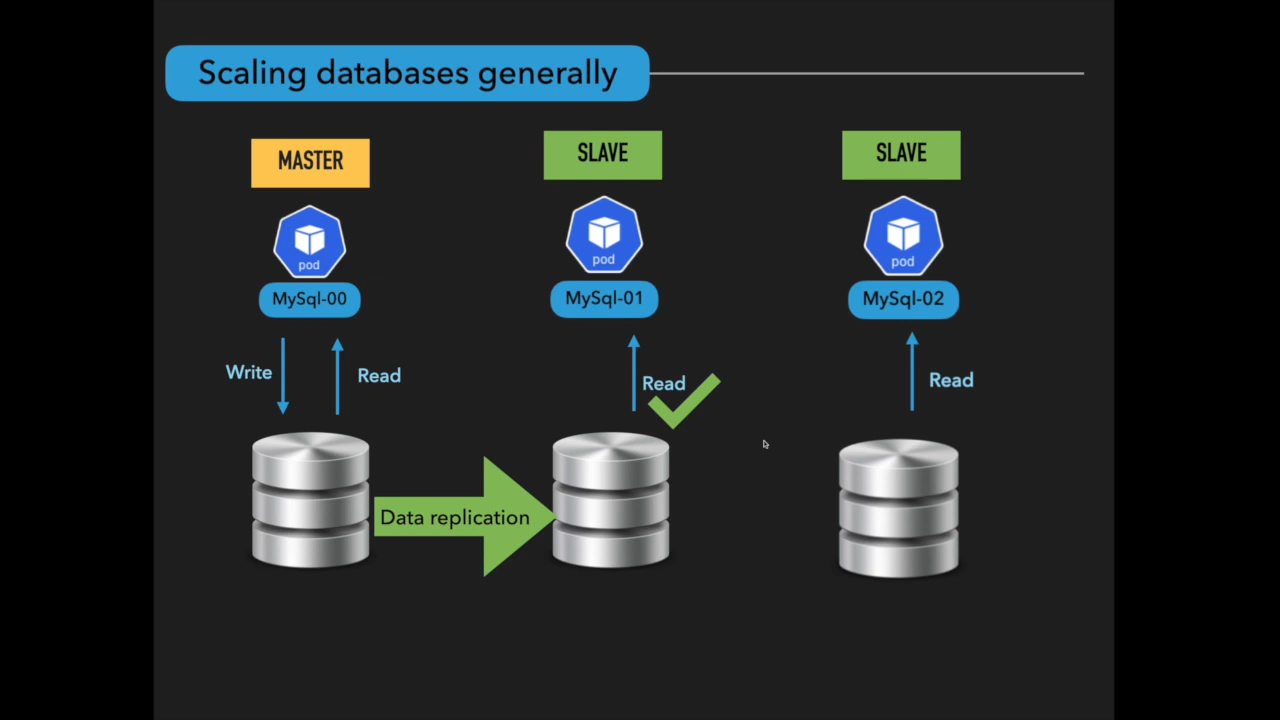 Scaling databases generally
MASTER
SLAVE
SLAVE
pod
pod
pod
MySql-00
MySql-01
MySql-02
Write
Read
Read
Read
Data replication